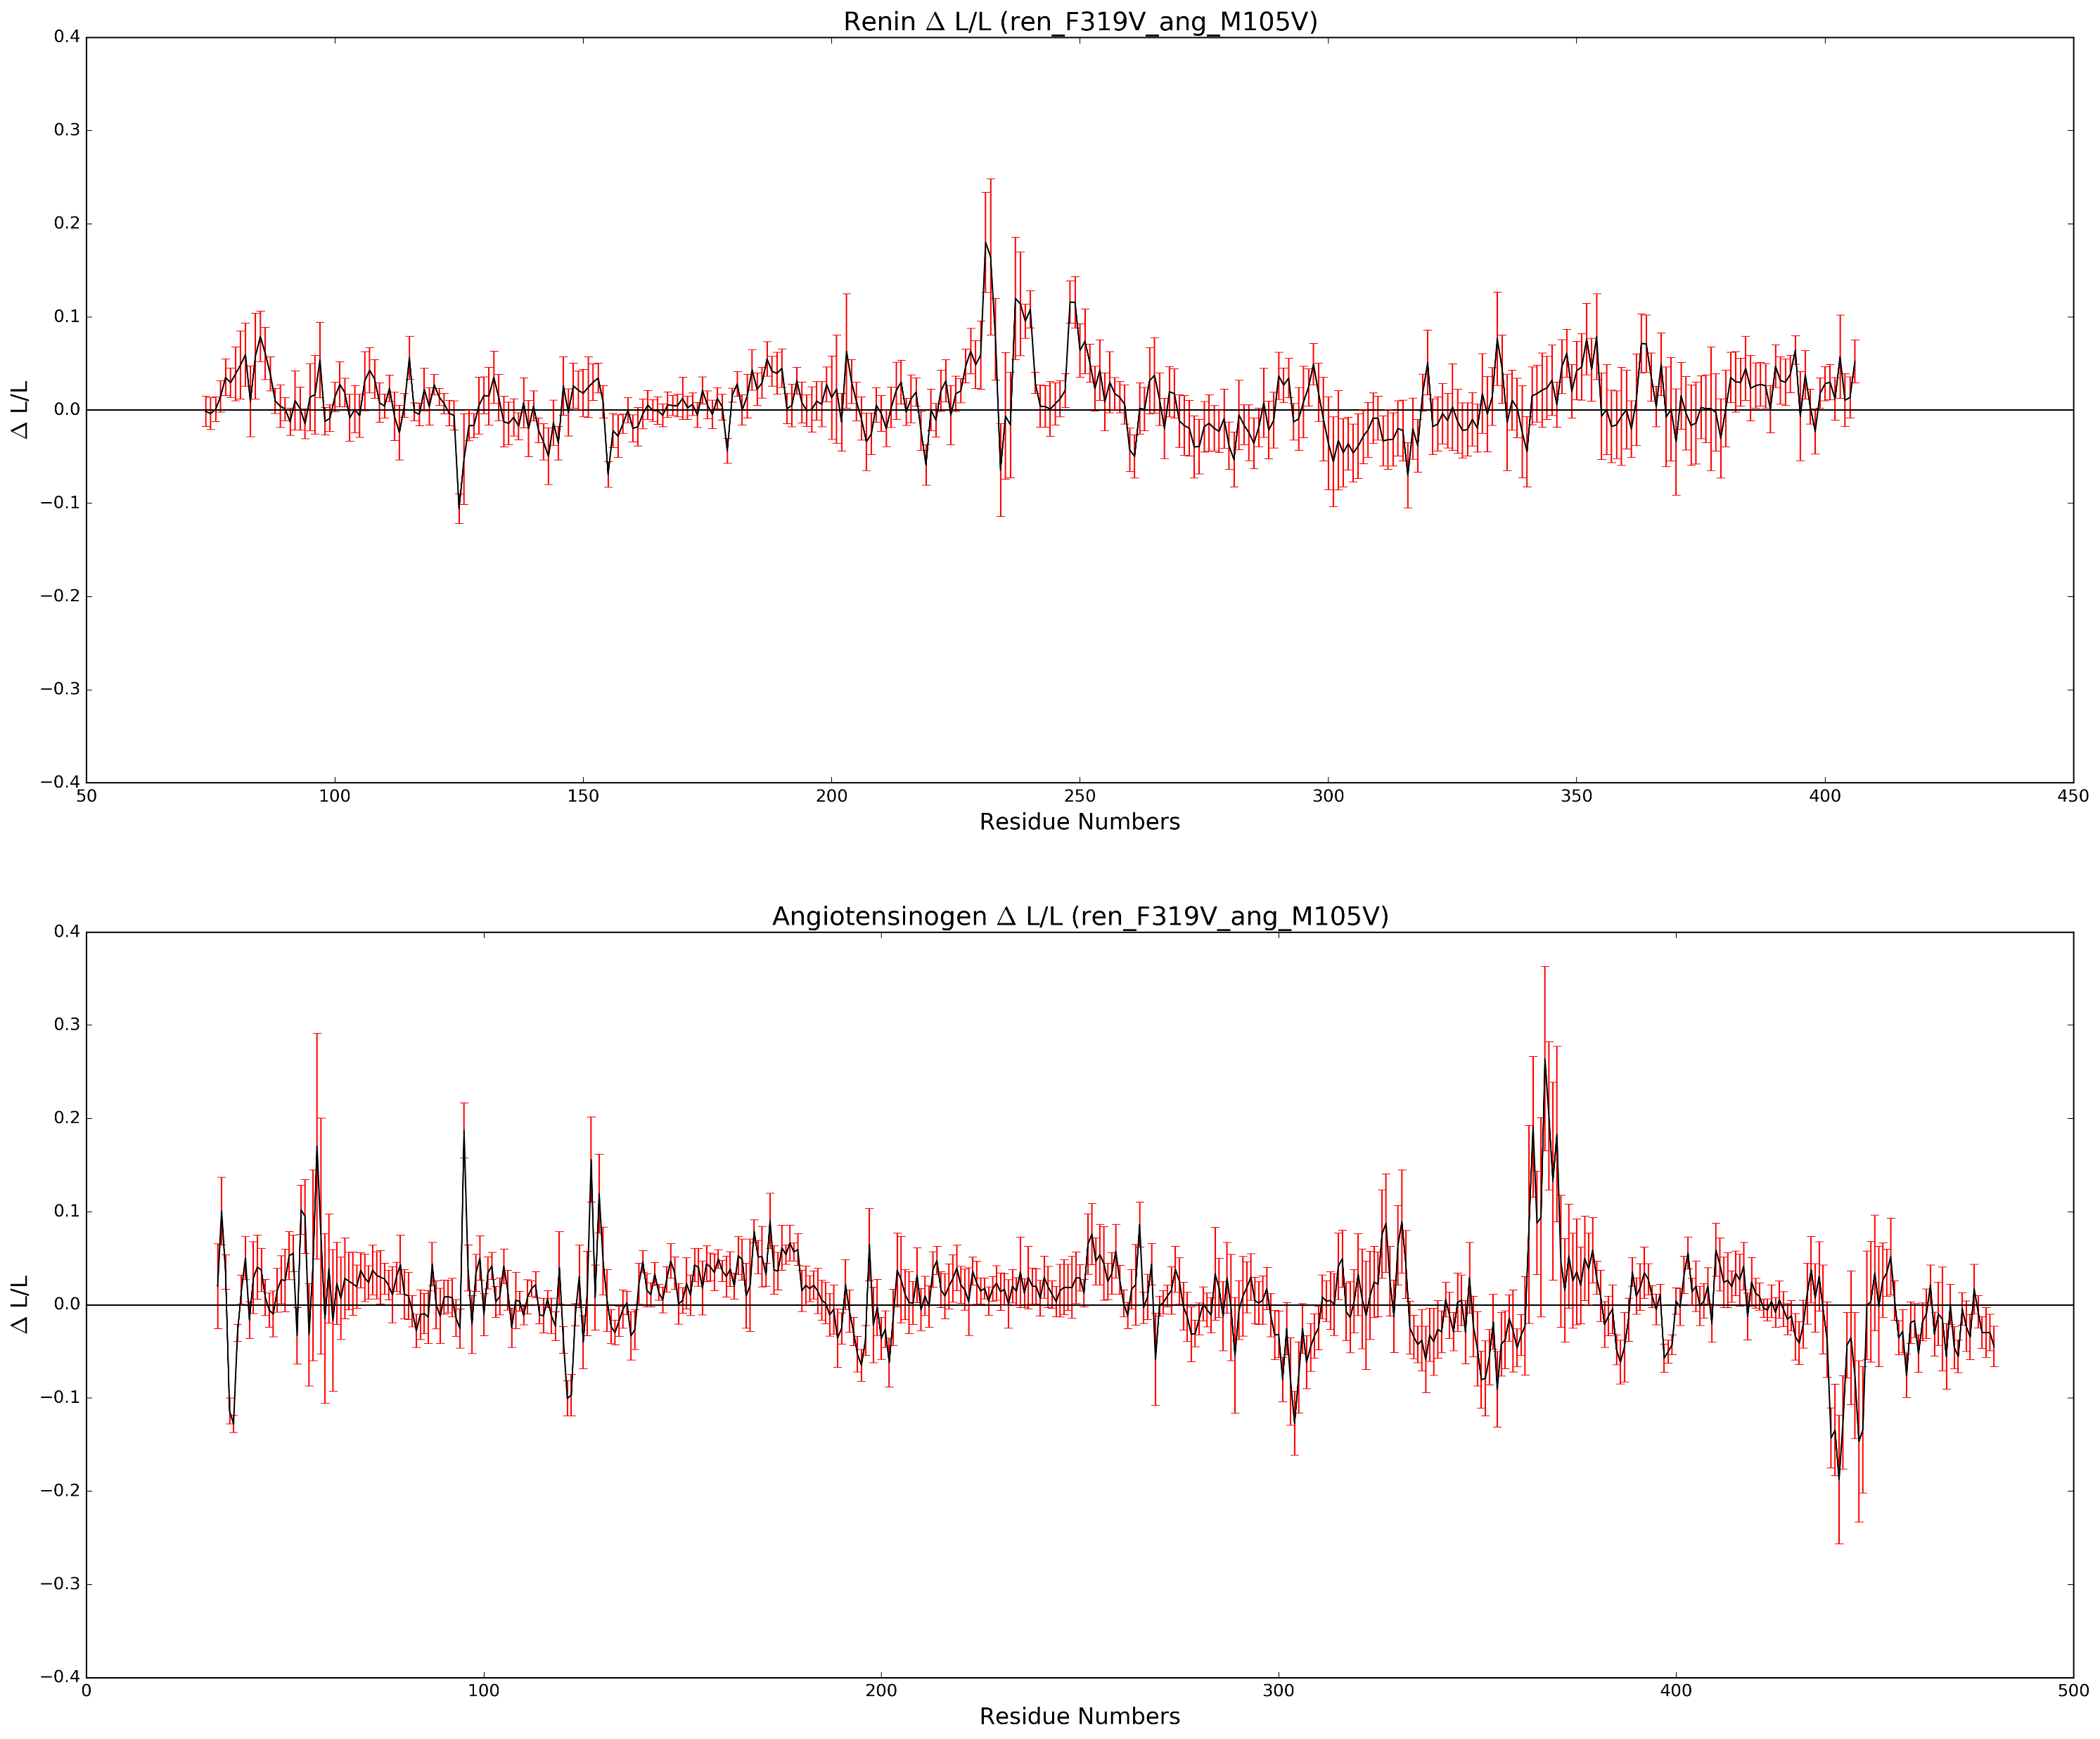 Renin Δ L/L (ren_F319V_ang_M105V)
0.4
0.3
0.2
0.1
0.0
−0.1
−0.2
−0.3
−0.4
Δ L/L
50 100 150 200 250 300 350 400 450
Residue Numbers
Angiotensinogen Δ L/L (ren_F319V_ang_M105V)
0.4
0.3
0.2
0.1
0.0
−0.1
−0.2
−0.3
−0.4
Δ L/L
0 100 200 300 400 500
Residue Numbers